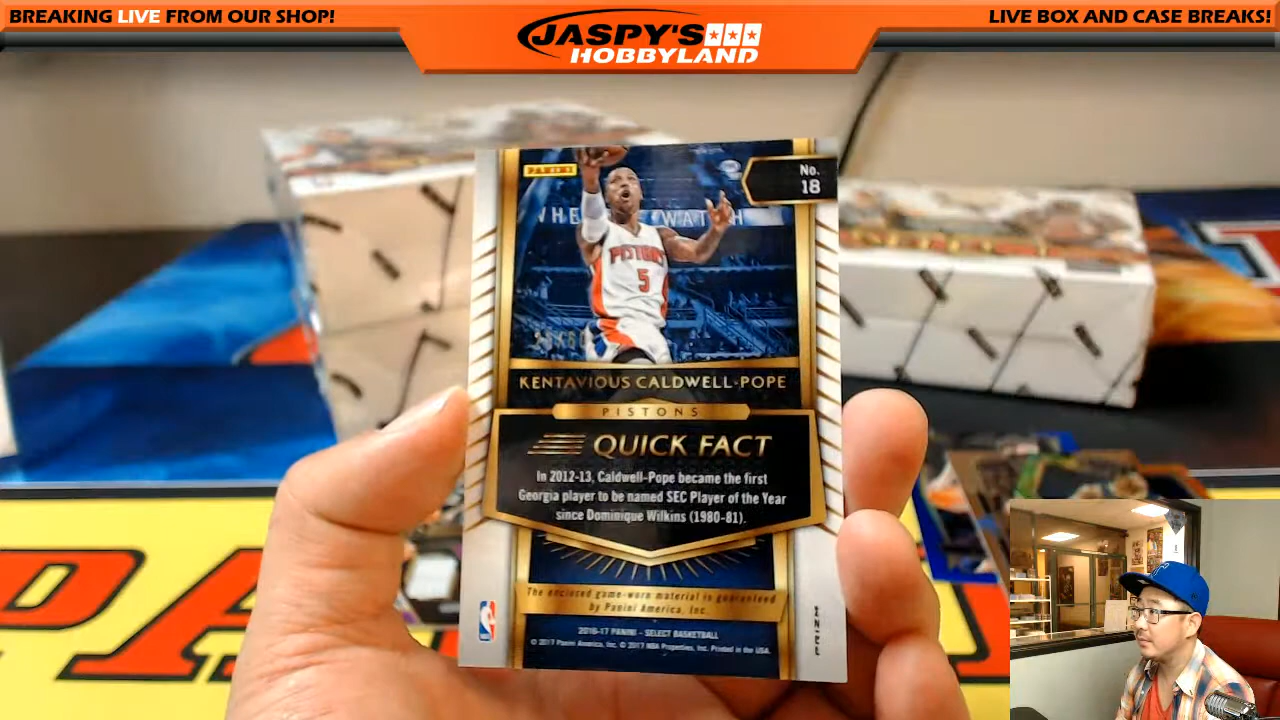 BREAKING LIVE FROM OUR SHOP!
JASPY'S
HOBBYLAND
LIVE BOX AND CASE BREAKS!
PANINI
No.
18
WATCH
PISTONS
5
KENTAVIOUS CALDWELL-POPE
PISTONS
QUICK FACT
In 2012-13, Caldwell-Pope became the first
Georgia player to be named SEC Player of the Year
since Dominique Wilkins (1980-81).
The enclosed game-worn material is guaranteed
by Panini America, Inc.
2016-17 PANINI - SELECT BASKETBALL
© 2017 Panini America, Inc. © 2017 NBA Properties, Inc. Printed in the USA.
PA
A